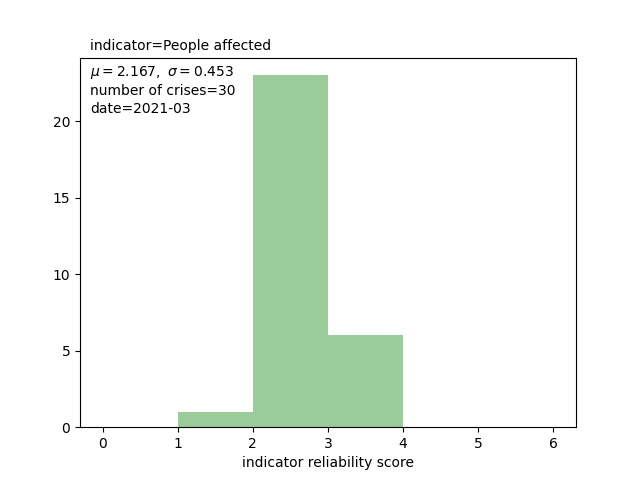 indicator=People affected
μ = 2.167, σ = 0.453
number of crises=30
date=2021-03
20
15
10
5
0
0 1 2 3 4 5 6
indicator reliability score